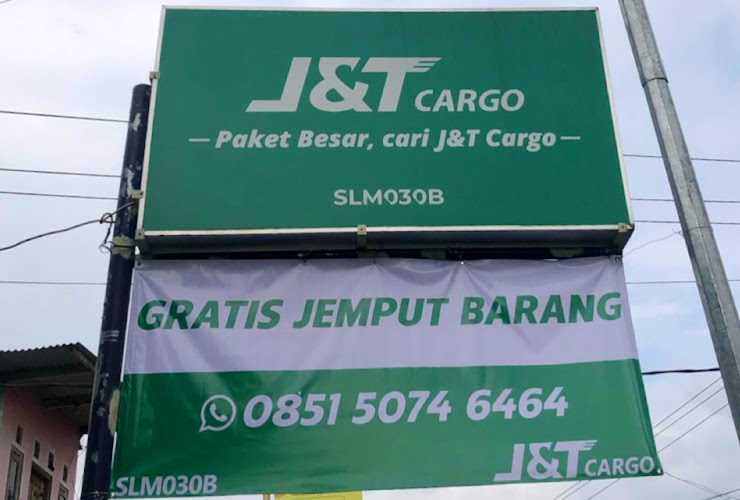 J&T CARGO
— Paket Besar, cari J&T Cargo —
SLM030B
GRATIS JEMPUT BARANG
0851 5074 6464
J&T CARGO
SLM030B